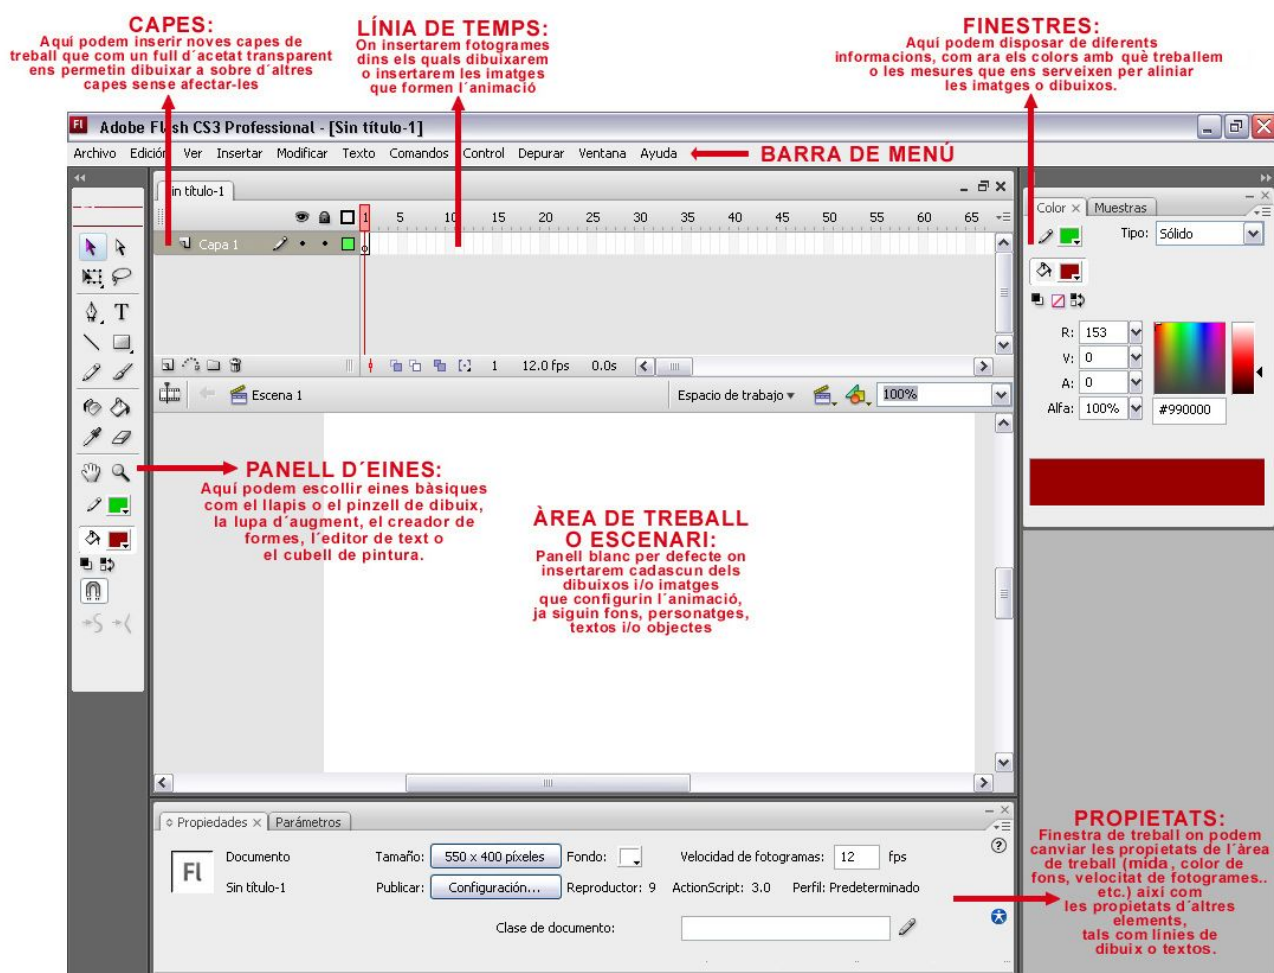 CAPES:
Aquí podem inserir noves capes de
treball que com un full d´acetat transparent
ens permetin dibuixar a sobre d´altres
capes sense afectar-les
LÍNIA DE TEMPS:
On insertarem fotogrames
dins els quals dibuixarem
o insertarem les imatges
que formen l´animació
FINESTRES:
Aquí podem disposar de diferents
informacions, com ara els colors amb què treballem
o les mesures que ens serveixen per aliniar
les imatges o dibuixos.
Fl Adobe Flash CS3 Professional - [Sin título-1]
Archivo Edición Ver Insertar Modificar Texto Comandos Control Depurar Ventana Ayuda
BARRA DE MENÚ
Sin título-1
1 5 10 15 20 25 30 35 40 45 50 55 60 65
Capa 1
1 12.0 fps 0.0s
Escena 1 Espacio de trabajo 100%
Color × Muestras
Tipo: Sólido
R: 153
V: 0
A: 0
Alfa: 100% #990000
T
PANELL D´EINES:
Aquí podem escollir eines bàsiques
com el llapis o el pinzell de dibuix,
la lupa d´augment, el creador de
formes, l´editor de text o
el cubell de pintura.
ÀREA DE TREBALL
O ESCENARI:
Panell blanc per defecte on
insertarem cadascun dels
dibuixos i/o imatges
que configurin l´animació,
ja siguin fons, personatges,
textos i/o objectes
Propiedades × Parámetros
Fl
Documento Tamaño: 550 x 400 píxeles Fondo: Velocidad de fotogramas: 12 fps
Sin título-1 Publicar: Configuración... Reproductor: 9 ActionScript: 3.0 Perfil: Predeterminado
Clase de documento:
PROPIETATS:
Finestra de treball on podem
canviar les propietats de l´àrea
de treball (mida, color de
fons, velocitat de fotogrames..
etc.) així com
les propietats d´altres
elements,
tals com línies de
dibuix o textos.